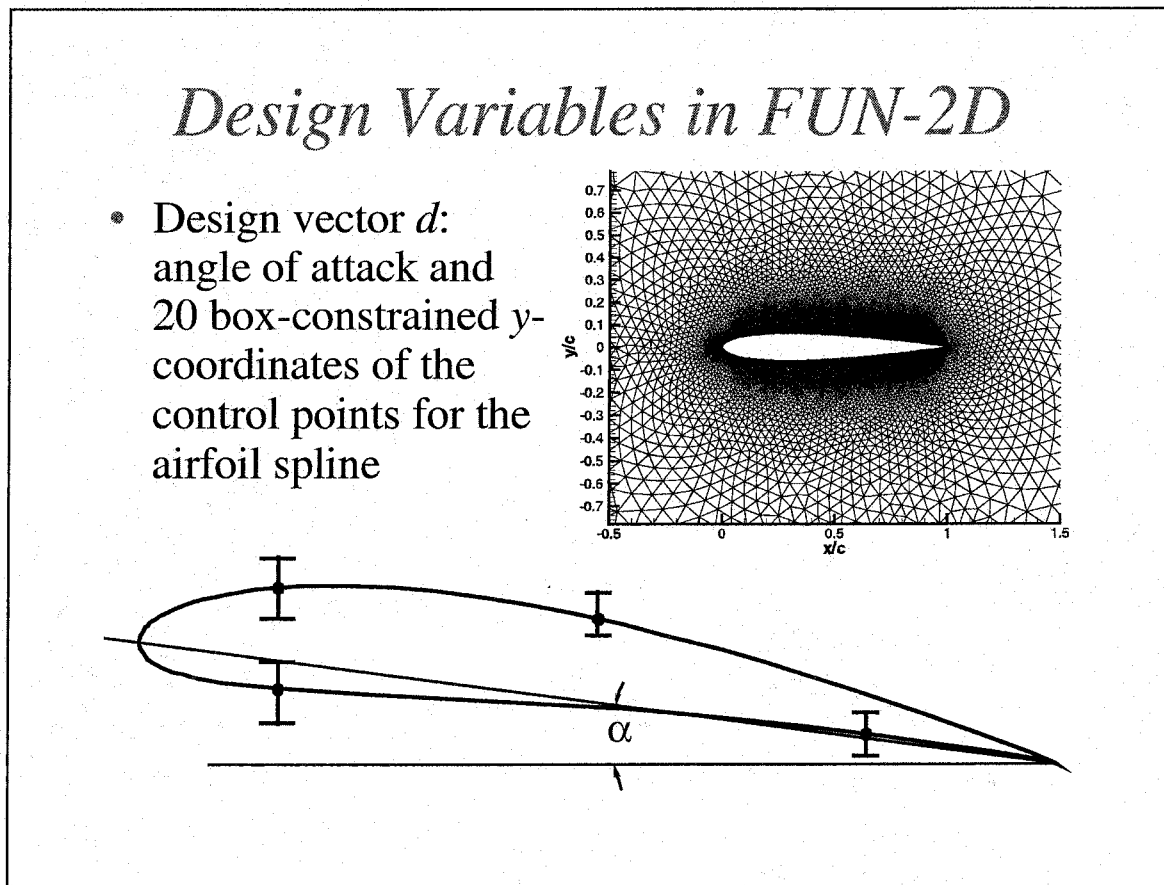 Design Variables in FUN-2D
• Design vector d:
angle of attack and
20 box-constrained y-
coordinates of the
control points for the
airfoil spline
0.7
0.6
0.5
0.4
0.3
0.2
0.1
0
-0.1
-0.2
-0.3
-0.4
-0.5
-0.6
-0.7
y/c
-0.5 0 0.5 1 1.5
x/c
α